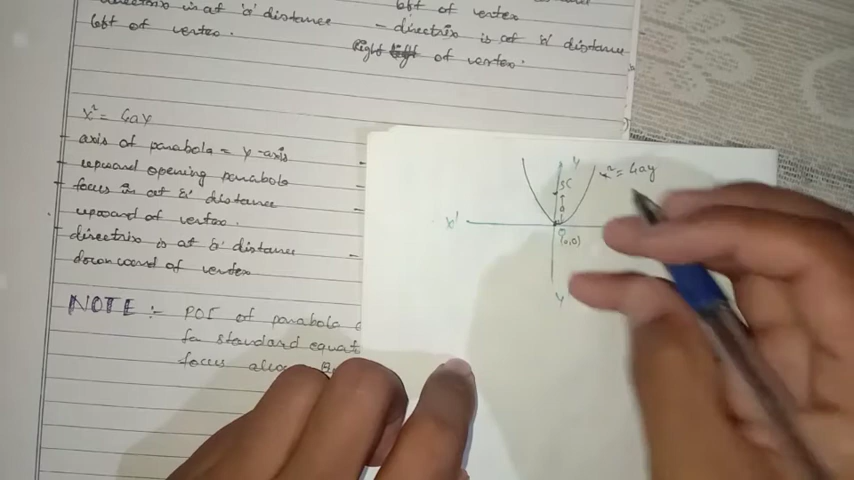 left of vertex
directrix is at 'a' distance
left of vertex.
- directrix is at 'a' distance
Right of vertex.
x² = 4ay
axis of parabola = y-axis
upward opening parabola
focus is at 'a' distance
upward of vertex.
directrix is at 'a' distance
downward of vertex
NOTE :- POI of parabola
for standard equat
focus also
Y
x² = 4ay
S(
a
X'
O
(0,0)
Y